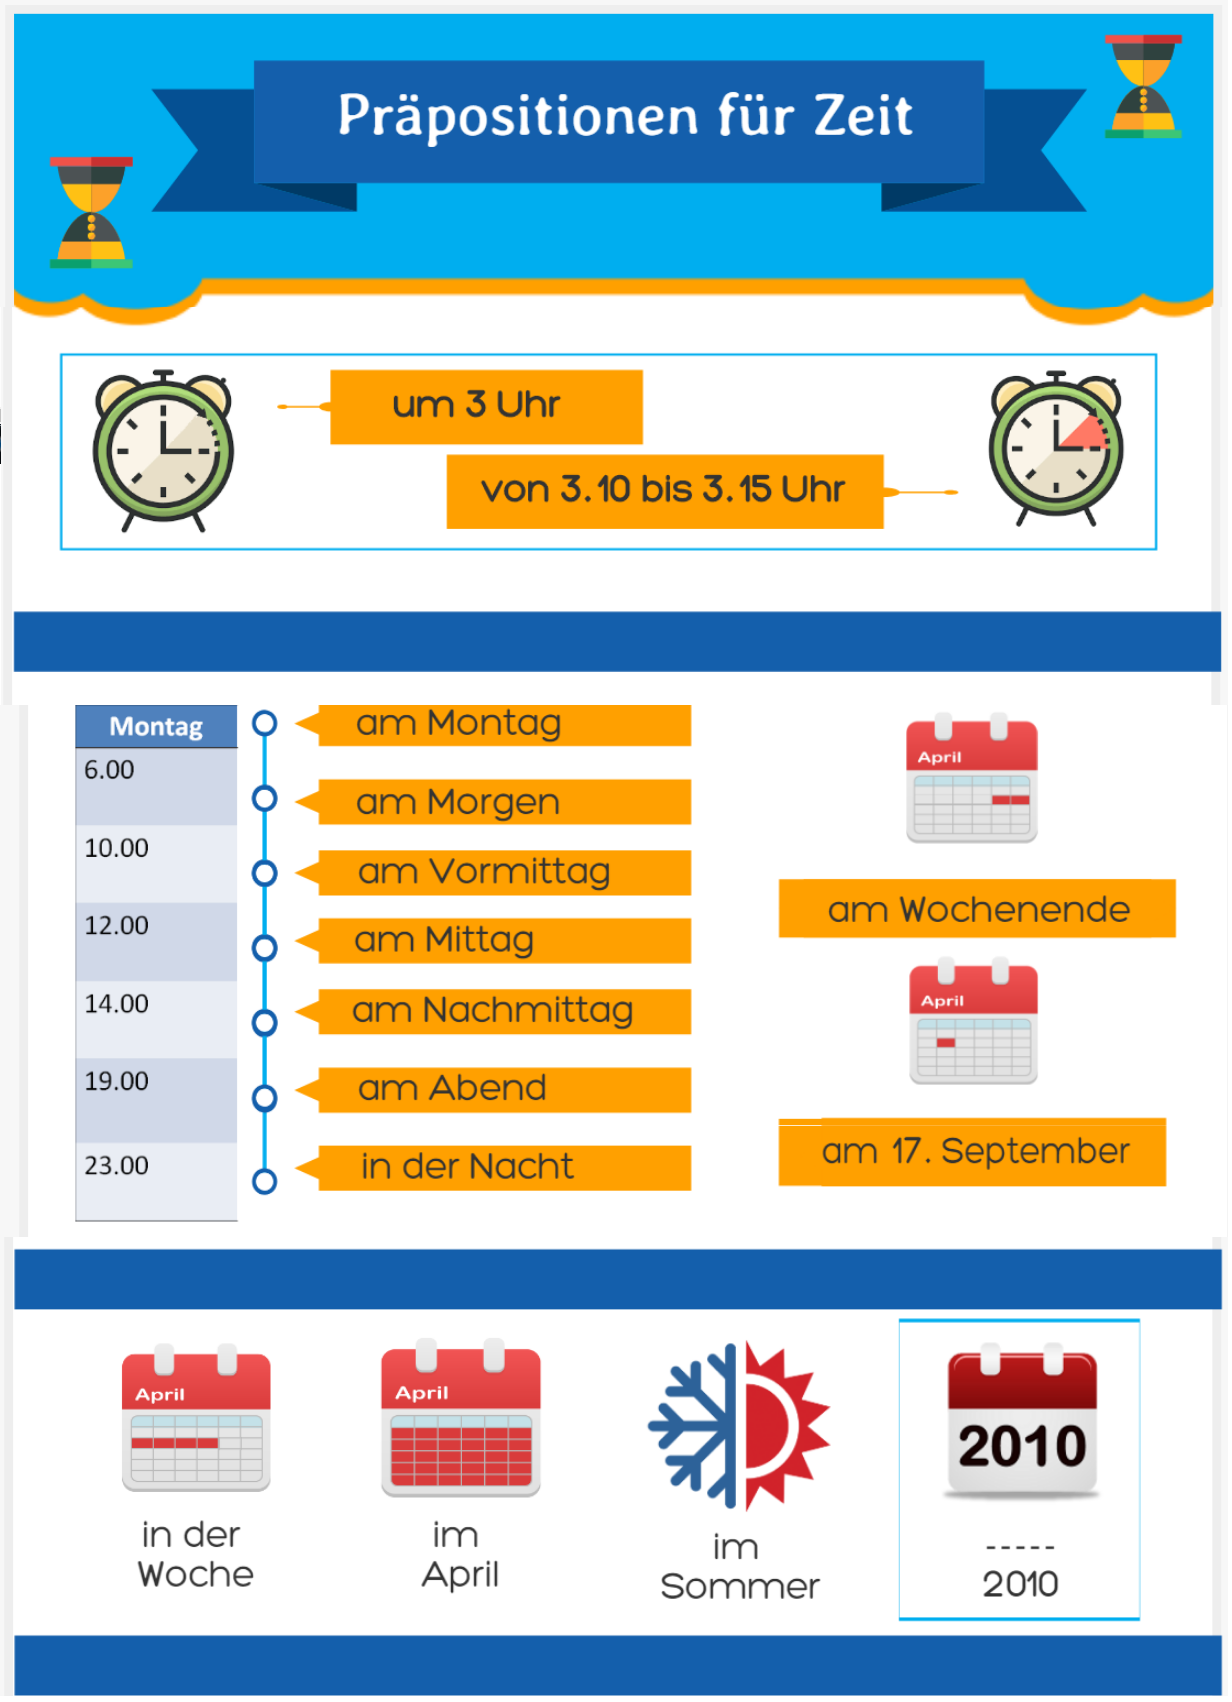 Präpositionen für Zeit
um 3 Uhr
von 3.10 bis 3.15 Uhr
Montag
6.00
10.00
12.00
14.00
19.00
23.00
am Montag
am Morgen
am Vormittag
am Mittag
am Nachmittag
am Abend
in der Nacht
April
am Wochenende
April
am 17. September
April
in der
Woche
April
im
April
im
Sommer
2010
-----
2010